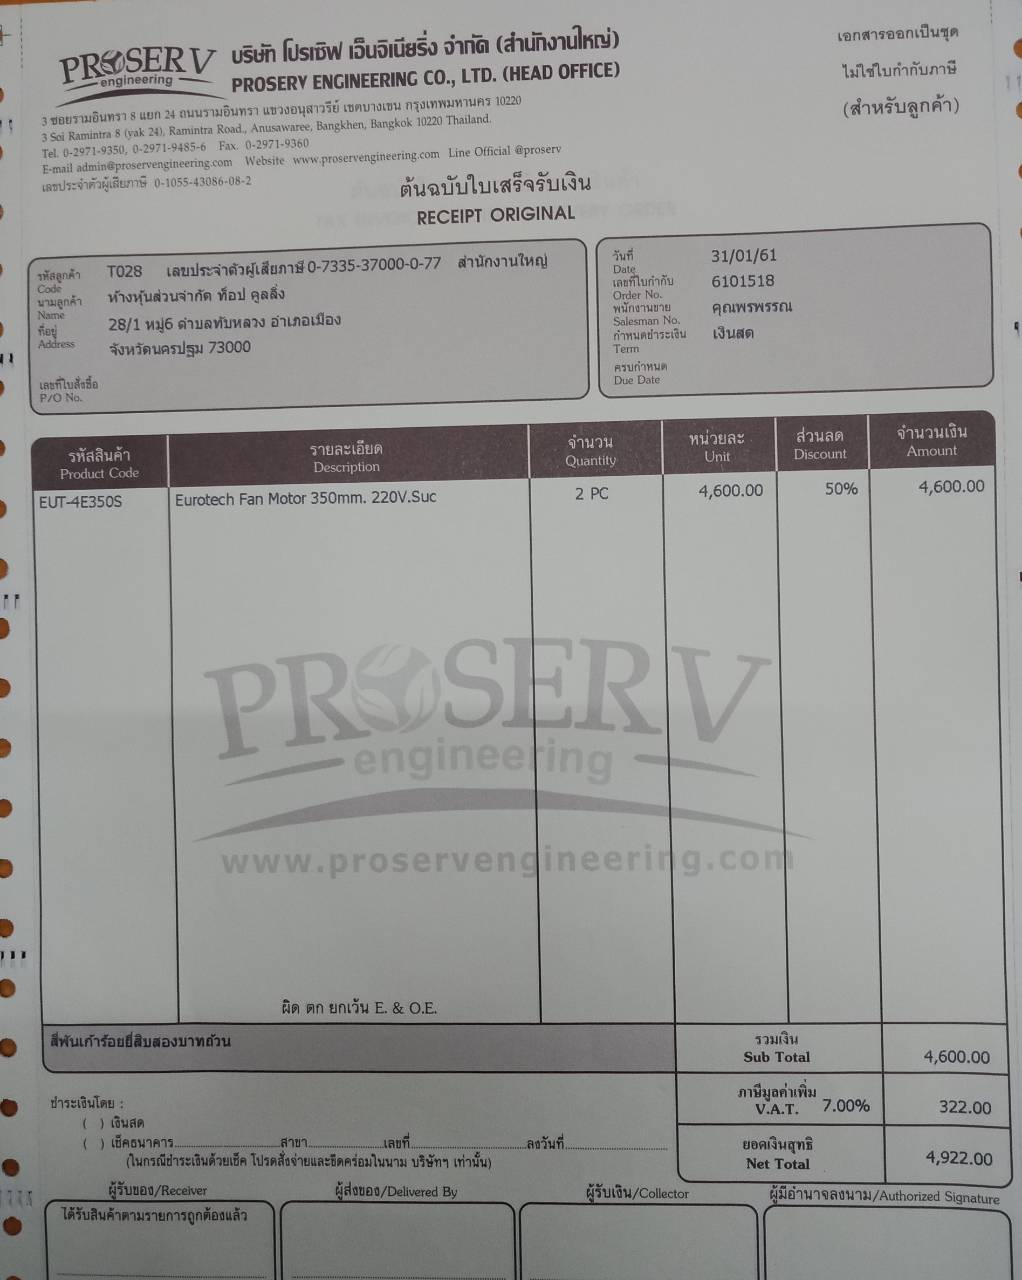 PROSERV
engineering
บริษัท โปรเซิฟ เอ็นจิเนียริ่ง จำกัด (สำนักงานใหญ่)
PROSERV ENGINEERING CO., LTD. (HEAD OFFICE)
3 ซอยรามอินทรา 8 แยก 24 ถนนรามอินทรา แขวงอนุสาวรีย์ เขตบางเขน กรุงเทพมหานคร 10220
3 Soi Ramintra 8 (yak 24), Ramintra Road., Anusawaree, Bangkhen, Bangkok 10220 Thailand.
Tel. 0-2971-9350, 0-2971-9485-6 Fax. 0-2971-9360
E-mail admin@proservengineering.com Website www.proservengineering.com Line Official @proserv
เลขประจำตัวผู้เสียภาษี 0-1055-43086-08-2
เอกสารออกเป็นชุด
ไม่ใช่ใบกำกับภาษี
(สำหรับลูกค้า)
ต้นฉบับใบเสร็จรับเงิน
RECEIPT ORIGINAL
รหัสลูกค้า T028 เลขประจำตัวผู้เสียภาษี 0-7335-37000-0-77 สำนักงานใหญ่
Code
นามลูกค้า ห้างหุ้นส่วนจำกัด ท็อป คูลลิ่ง
Name
ที่อยู่ 28/1 หมู่6 ตำบลทับหลวง อำเภอเมือง
Address จังหวัดนครปฐม 73000
เลขที่ใบสั่งซื้อ
P/O No.
วันที่ 31/01/61
Date
เลขที่ใบกำกับ 6101518
Order No.
พนักงานขาย คุณพรพรรณ
Salesman No.
กำหนดชำระเงิน เงินสด
Term
ครบกำหนด
Due Date
รหัสสินค้า รายละเอียด จำนวน หน่วยละ ส่วนลด จำนวนเงิน
Product Code Description Quantity Unit Discount Amount
EUT-4E350S Eurotech Fan Motor 350mm. 220V.Suc 2 PC 4,600.00 50% 4,600.00
PROSERV
engineering
www.proservengineering.com
ผิด ตก ยกเว้น E. & O.E.
สี่พันเก้าร้อยยี่สิบสองบาทถ้วน
รวมเงิน
Sub Total 4,600.00
ภาษีมูลค่าเพิ่ม
V.A.T. 7.00% 322.00
ยอดเงินสุทธิ
Net Total 4,922.00
ชำระเงินโดย :
( ) เงินสด
( ) เช็คธนาคาร สาขา เลขที่ ลงวันที่
(ในกรณีชำระเงินด้วยเช็ค โปรดสั่งจ่ายและขีดคร่อมในนาม บริษัทฯ เท่านั้น)
ผู้รับของ/Receiver ผู้ส่งของ/Delivered By ผู้รับเงิน/Collector ผู้มีอำนาจลงนาม/Authorized Signature
ได้รับสินค้าตามรายการถูกต้องแล้ว